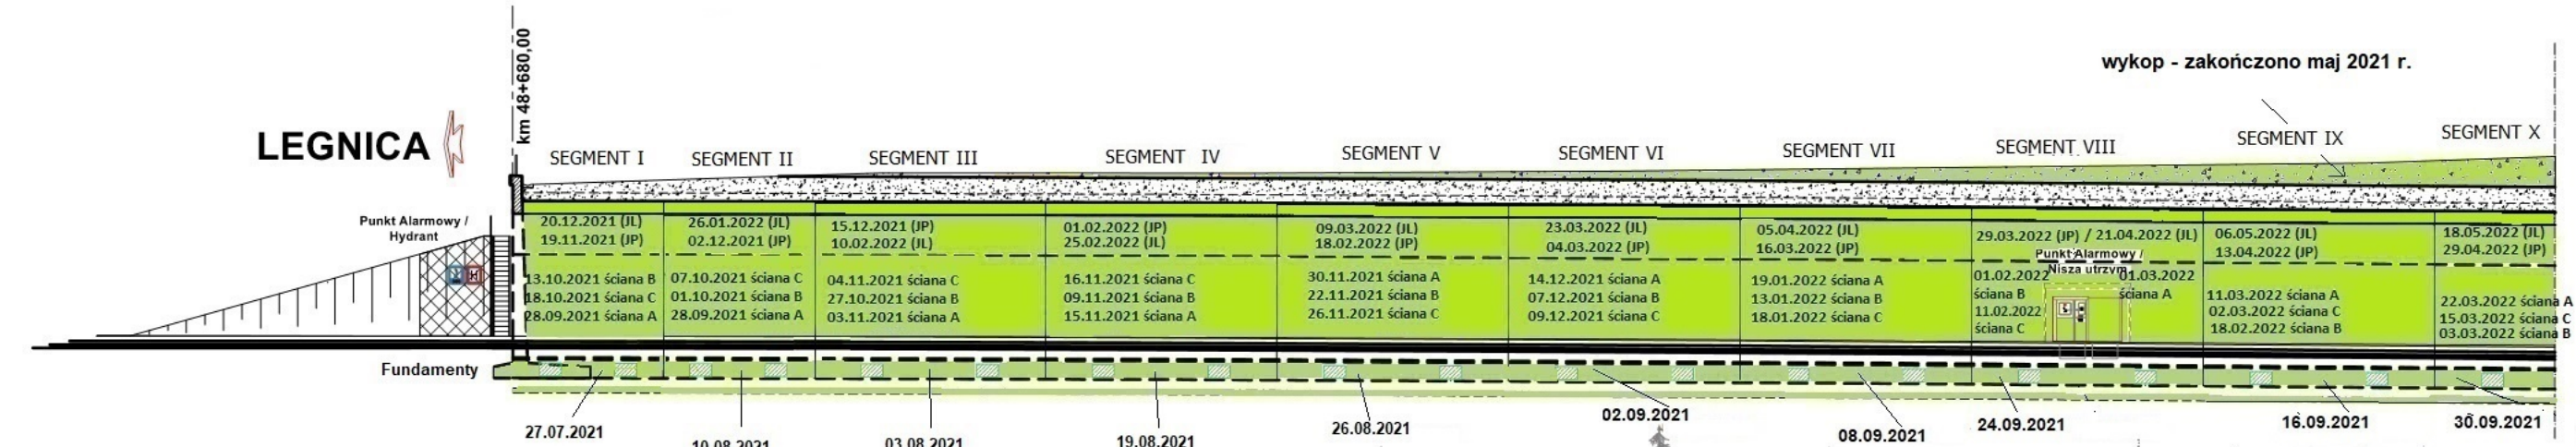 km 48+680,00
wykop - zakończono maj 2021 r.
LEGNICA
SEGMENT I
SEGMENT II
SEGMENT III
SEGMENT IV
SEGMENT V
SEGMENT VI
SEGMENT VII
SEGMENT VIII
SEGMENT IX
SEGMENT X
Punkt Alarmowy /
Hydrant
20.12.2021 (JL)
19.11.2021 (JP)
13.10.2021 ściana B
18.10.2021 ściana C
28.09.2021 ściana A
26.01.2022 (JL)
02.12.2021 (JP)
07.10.2021 ściana C
01.10.2021 ściana B
28.09.2021 ściana A
15.12.2021 (JP)
10.02.2022 (JL)
04.11.2021 ściana C
27.10.2021 ściana B
03.11.2021 ściana A
01.02.2022 (JP)
25.02.2022 (JL)
16.11.2021 ściana C
09.11.2021 ściana B
15.11.2021 ściana A
09.03.2022 (JL)
18.02.2022 (JP)
30.11.2021 ściana A
22.11.2021 ściana B
26.11.2021 ściana C
23.03.2022 (JL)
04.03.2022 (JP)
14.12.2021 ściana A
07.12.2021 ściana B
09.12.2021 ściana C
05.04.2022 (JL)
16.03.2022 (JP)
19.01.2022 ściana A
13.01.2022 ściana B
18.01.2022 ściana C
29.03.2022 (JP) / 21.04.2022 (JL)
Punkt Alarmowy /
Nisza utrzym.
01.02.2022
ściana B
11.02.2022
ściana C
01.03.2022
ściana A
06.05.2022 (JL)
13.04.2022 (JP)
11.03.2022 ściana A
02.03.2022 ściana C
18.02.2022 ściana B
18.05.2022 (JL)
29.04.2022 (JP)
22.03.2022 ściana A
15.03.2022 ściana C
03.03.2022 ściana B
Fundamenty
27.07.2021
10.08.2021
03.08.2021
19.08.2021
26.08.2021
02.09.2021
08.09.2021
24.09.2021
16.09.2021
30.09.2021